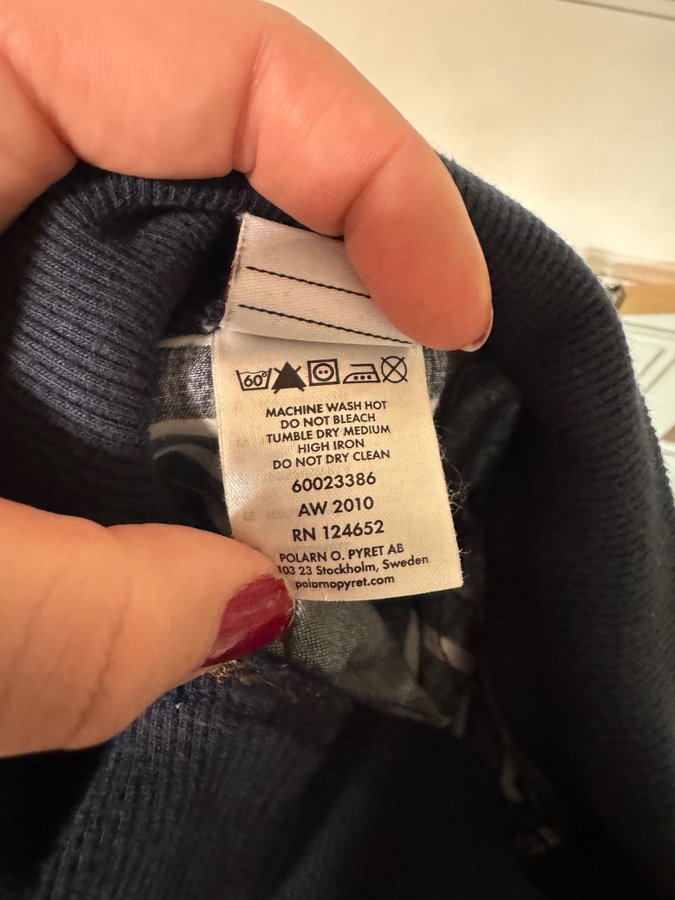 60°
MACHINE WASH HOT
DO NOT BLEACH
TUMBLE DRY MEDIUM
HIGH IRON
DO NOT DRY CLEAN
60023386
AW 2010
RN 124652
POLARN O. PYRET AB
103 23 Stockholm, Sweden
polarnopyret.com